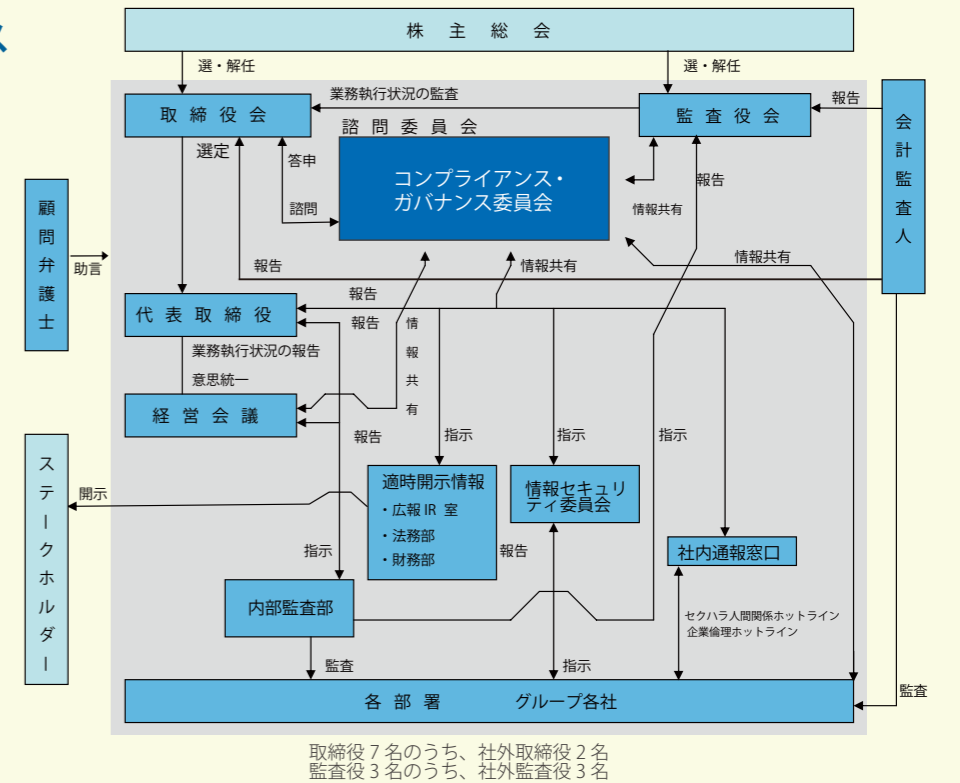 ス
株主総会
選・解任
選・解任
取締役会
業務執行状況の監査
監査役会
報告
会計監査人
諮問委員会
選定
答申
諮問
コンプライアンス・
ガバナンス委員会
報告
情報共有
顧問弁護士
助言
報告
情報共有
情報共有
報告
代表取締役
報告
情報共有
業務執行状況の報告
意思統一
経営会議
報告
指示
指示
指示
ステークホルダー
開示
適時開示情報
・広報 IR 室
・法務部
・財務部
情報セキュリ
ティ委員会
報告
社内通報窓口
指示
内部監査部
セクハラ人間関係ホットライン
企業倫理ホットライン
監査
指示
各部署 グループ各社
監査
取締役 7 名のうち、社外取締役 2 名
監査役 3 名のうち、社外監査役 3 名